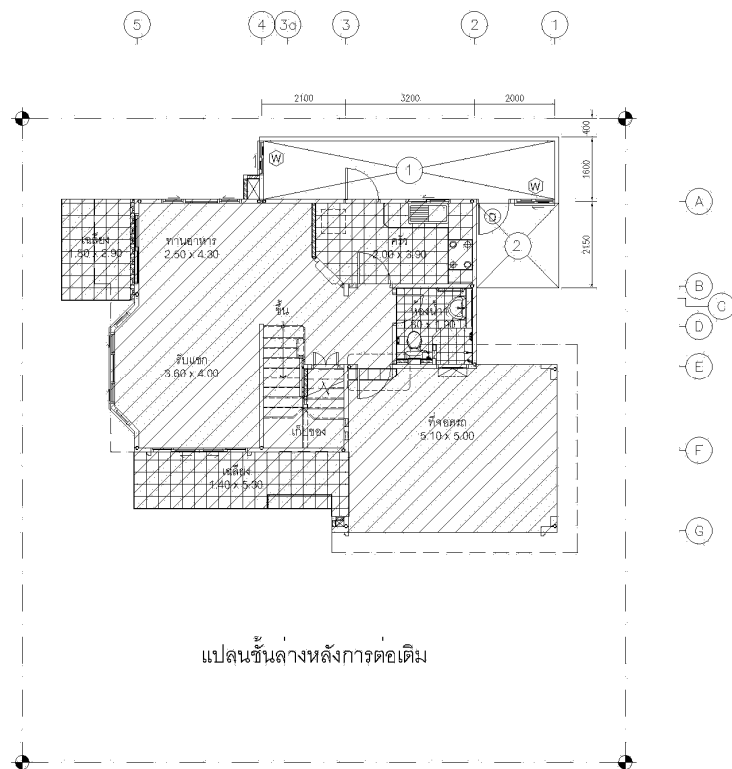 5 4 3a 3 2 1
2100 3200 2000
400
1600
2150
W
1
W
A
เฉลียง
1.60 x 2.90
ทานอาหาร
2.50 x 4.30
ครัว
2.00 x 3.90
2
B
C
ขึ้น
ห้องน้ำ
D
รับแขก
3.60 x 4.00
E
เก็บของ
ที่จอดรถ
5.10 x 5.00
F
เฉลียง
1.40 x 5.30
G
แปลนชั้นล่างหลังการต่อเติม